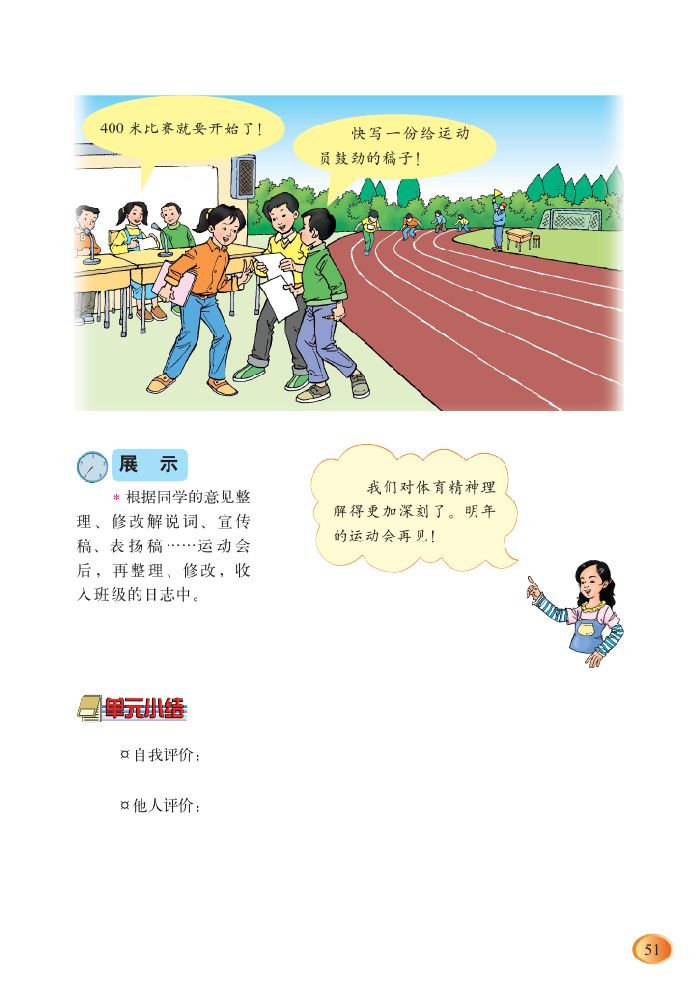 400 米比赛就要开始了！
快写一份给运动
员鼓劲的稿子！
展 示
* 根据同学的意见整
理、修改解说词、宣传
稿、表扬稿……运动会
后，再整理、修改，收
入班级的日志中。
我们对体育精神理
解得更加深刻了。明年
的运动会再见！
单元小结
¤ 自我评价：
¤ 他人评价：
51